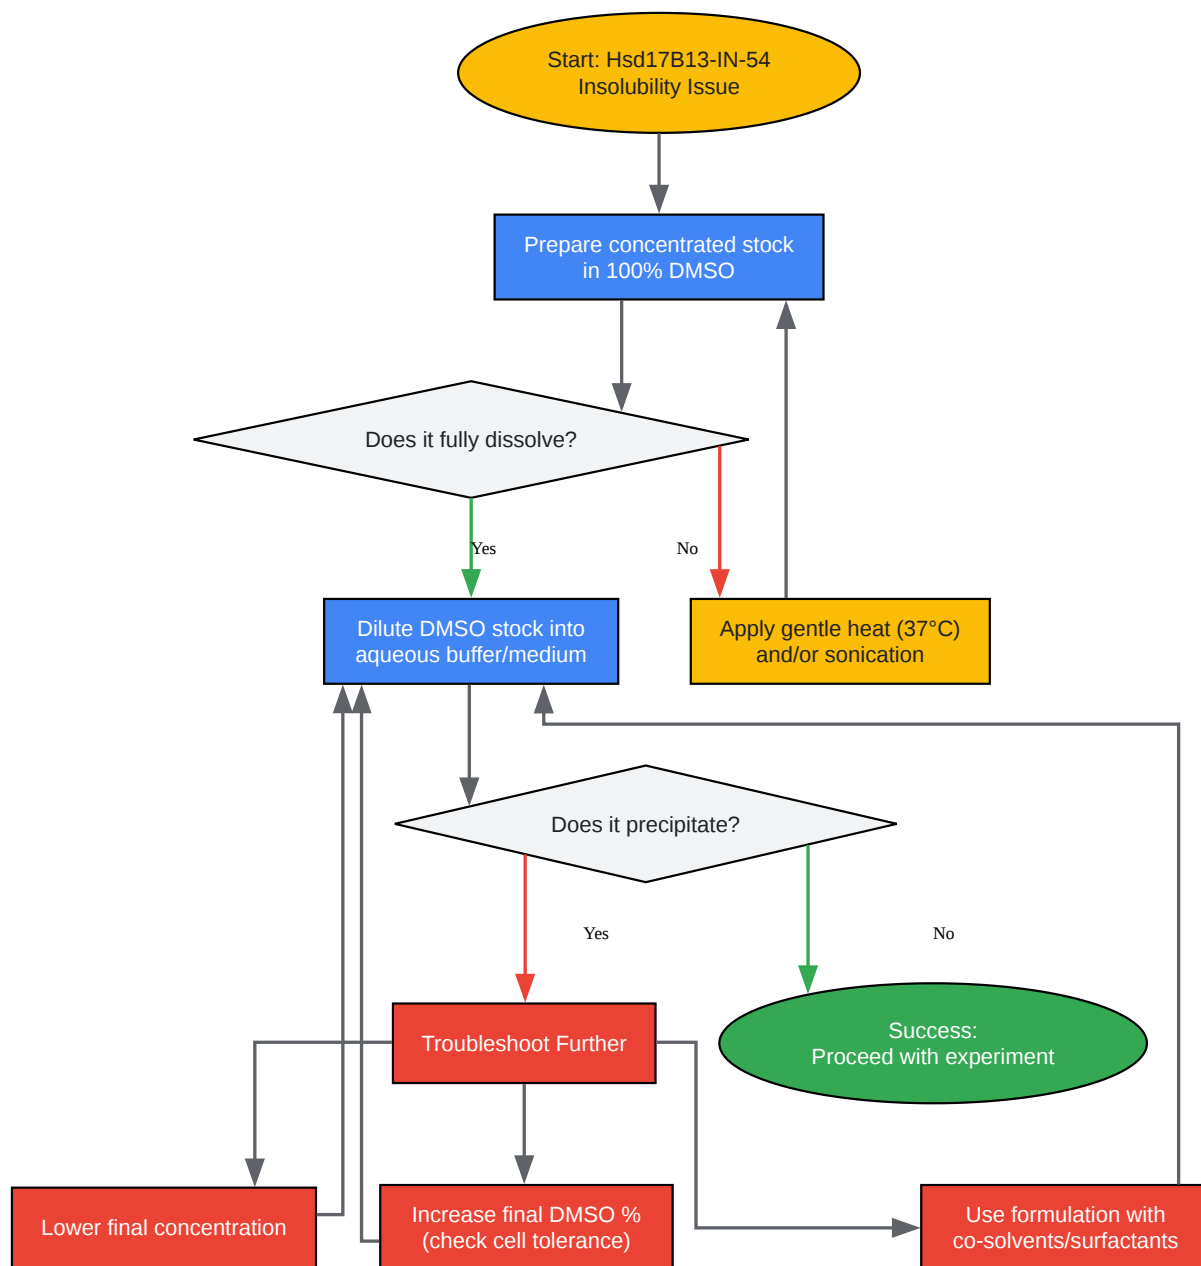 Start: Hsd17B13-IN-54
Insolubility Issue
Prepare concentrated stock
in 100% DMSO
Does it fully dissolve?
Yes
No
Dilute DMSO stock into
aqueous buffer/medium
Apply gentle heat (37°C)
and/or sonication
Does it precipitate?
Yes
No
Troubleshoot Further
Success:
Proceed with experiment
Lower final concentration
Increase final DMSO %
(check cell tolerance)
Use formulation with
co-solvents/surfactants